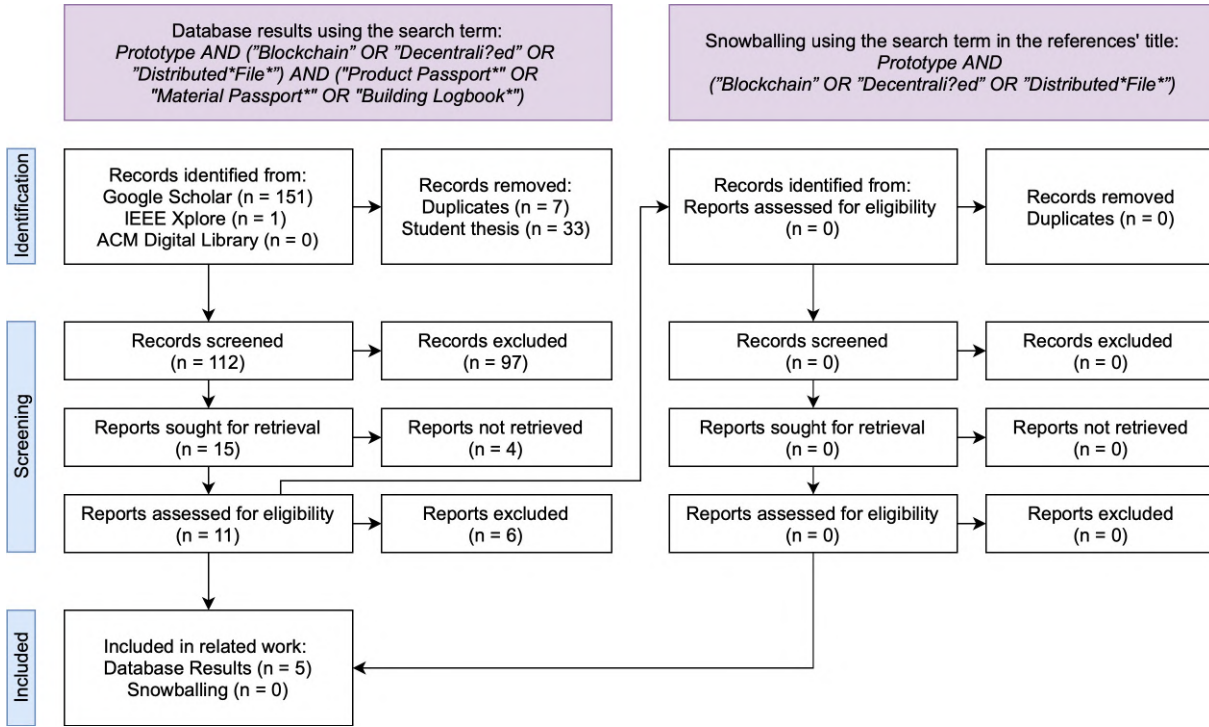 Database results using the search term:
Prototype AND ("Blockchain” OR ”Decentrali?ed” OR
”Distributed*File*”) AND ("Product Passport*" OR
"Material Passport*" OR "Building Logbook*")
Snowballing using the search term in the references' title:
Prototype AND
("Blockchain” OR ”Decentrali?ed” OR ”Distributed*File*”)
Identification
Records identified from:
Google Scholar (n = 151)
IEEE Xplore (n = 1)
ACM Digital Library (n = 0)
Records removed:
Duplicates (n = 7)
Student thesis (n = 33)
Records identified from:
Reports assessed for eligibility
(n = 0)
Records removed
Duplicates (n = 0)
Screening
Records screened
(n = 112)
Records excluded
(n = 97)
Records screened
(n = 0)
Records excluded
(n = 0)
Reports sought for retrieval
(n = 15)
Reports not retrieved
(n = 4)
Reports sought for retrieval
(n = 0)
Reports not retrieved
(n = 0)
Reports assessed for eligibility
(n = 11)
Reports excluded
(n = 6)
Reports assessed for eligibility
(n = 0)
Reports excluded
(n = 0)
Included
Included in related work:
Database Results (n = 5)
Snowballing (n = 0)